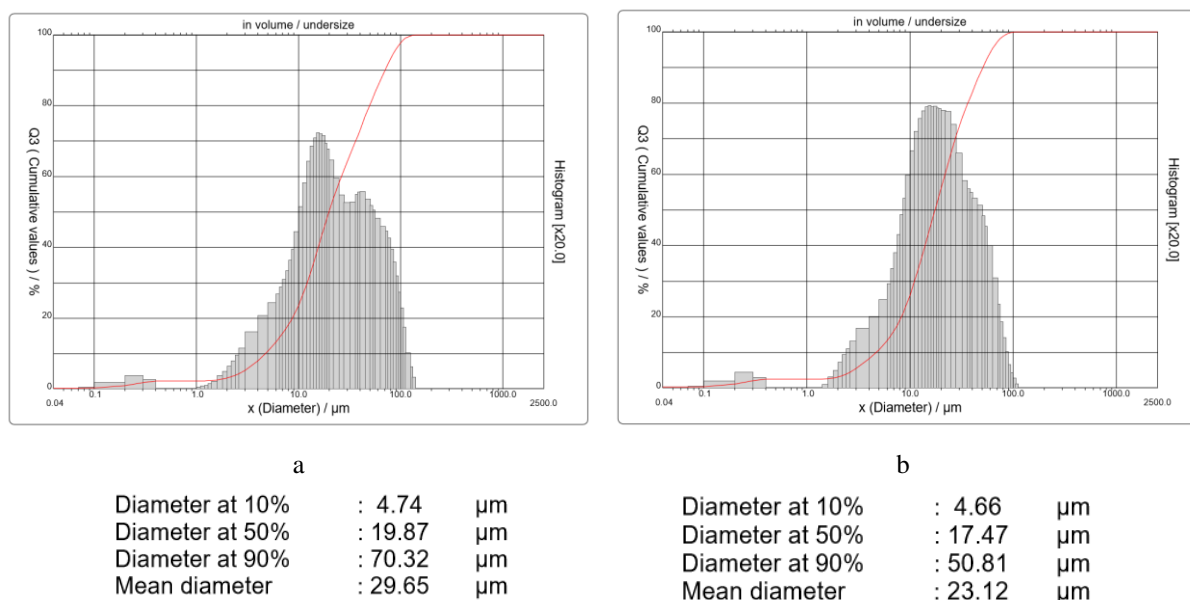 in volume / undersize
100
80
60
40
20
0
Q3 ( Cumulative values ) / %
Histogram [x20.0]
0.04 0.1 1.0 10.0 100.0 1000.0 2500.0
x (Diameter) / µm
a
Diameter at 10% : 4.74 µm
Diameter at 50% : 19.87 µm
Diameter at 90% : 70.32 µm
Mean diameter : 29.65 µm
in volume / undersize
100
80
60
40
20
0
Q3 ( Cumulative values ) / %
Histogram [x20.0]
0.04 0.1 1.0 10.0 100.0 1000.0 2500.0
x (Diameter) / µm
b
Diameter at 10% : 4.66 µm
Diameter at 50% : 17.47 µm
Diameter at 90% : 50.81 µm
Mean diameter : 23.12 µm